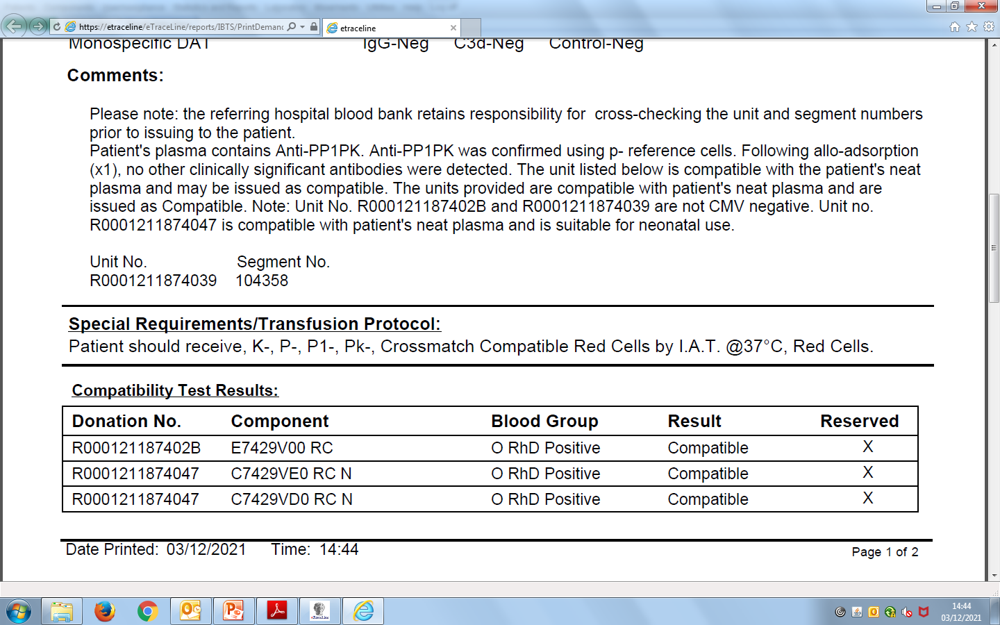 https://etraceline/eTraceLine/reports/IBTS/PrintDemand
etraceline
Monospecific DAT IgG-Neg C3d-Neg Control-Neg
Comments:
Please note: the referring hospital blood bank retains responsibility for  cross-checking the unit and segment numbers
prior to issuing to the patient.
Patient's plasma contains Anti-PP1PK. Anti-PP1PK was confirmed using p- reference cells. Following allo-adsorption
(x1), no other clinically significant antibodies were detected. The unit listed below is compatible with the patient's neat
plasma and may be issued as compatible. The units provided are compatible with patient's neat plasma and are
issued as Compatible. Note: Unit No. R000121187402B and R0001211874039 are not CMV negative. Unit no.
R0001211874047 is compatible with patient's neat plasma and is suitable for neonatal use.
Unit No. Segment No.
R0001211874039 104358
Special Requirements/Transfusion Protocol:
Patient should receive, K-, P-, P1-, Pk-, Crossmatch Compatible Red Cells by I.A.T. @37°C, Red Cells.
Compatibility Test Results:
Donation No. Component Blood Group Result Reserved
R000121187402B E7429V00 RC O RhD Positive Compatible X
R0001211874047 C7429VE0 RC N O RhD Positive Compatible X
R0001211874047 C7429VD0 RC N O RhD Positive Compatible X
Date Printed: 03/12/2021 Time: 14:44
Page 1 of 2
14:44
03/12/2021